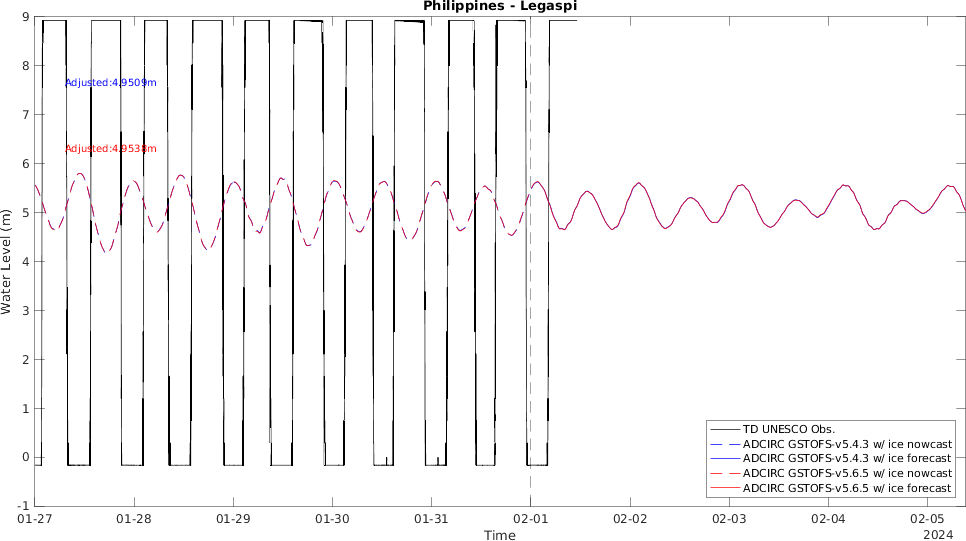 Philippines - Legaspi
9
8
7
6
5
4
3
2
1
0
-1
Water Level (m)
Adjusted:4.9509m
Adjusted:4.9538m
TD UNESCO Obs.
ADCIRC GSTOFS-v5.4.3 w/ ice nowcast
ADCIRC GSTOFS-v5.4.3 w/ ice forecast
ADCIRC GSTOFS-v5.6.5 w/ ice nowcast
ADCIRC GSTOFS-v5.6.5 w/ ice forecast
01-27 01-28 01-29 01-30 01-31 02-01 02-02 02-03 02-04 02-05
Time
2024